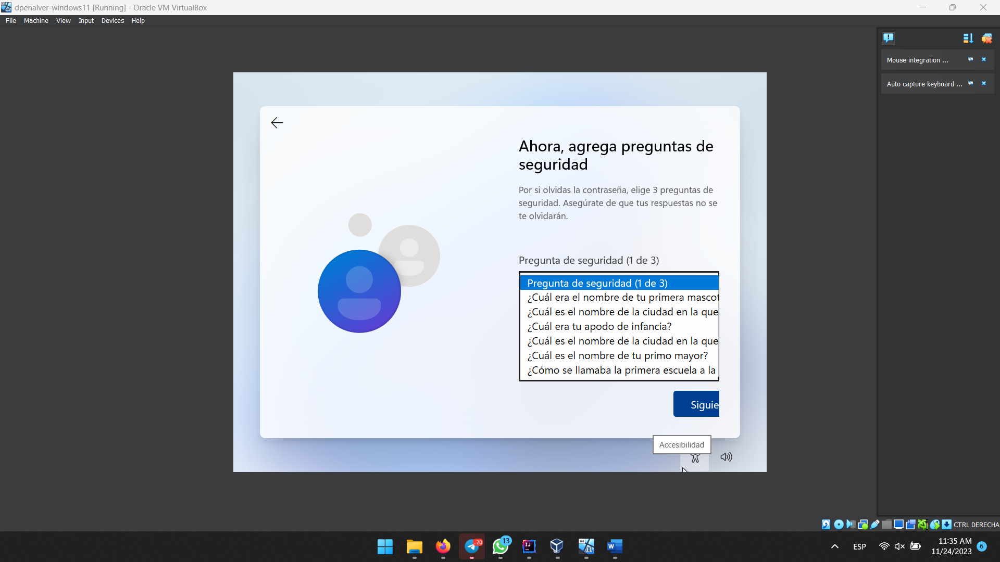 dpenalver-windows11 [Running] - Oracle VM VirtualBox
File Machine View Input Devices Help
Mouse integration ...
Auto capture keyboard ...
Ahora, agrega preguntas de
seguridad
Por si olvidas la contraseña, elige 3 preguntas de
seguridad. Asegúrate de que tus respuestas no se
te olvidarán.
Pregunta de seguridad (1 de 3)
Pregunta de seguridad (1 de 3)
¿Cuál era el nombre de tu primera mascot
¿Cuál es el nombre de la ciudad en la que
¿Cuál era tu apodo de infancia?
¿Cuál es el nombre de la ciudad en la que
¿Cuál es el nombre de tu primo mayor?
¿Cómo se llamaba la primera escuela a la
Siguie
Accesibilidad
CTRL DERECHA
..20
13
IJ
64
11
W
ESP
11:35 AM
11/24/2023
6